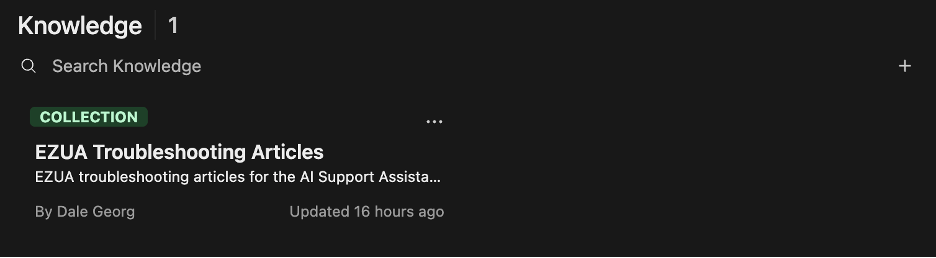 Knowledge 1
Search Knowledge
COLLECTION
EZUA Troubleshooting Articles
EZUA troubleshooting articles for the AI Support Assista...
By Dale Georg Updated 16 hours ago